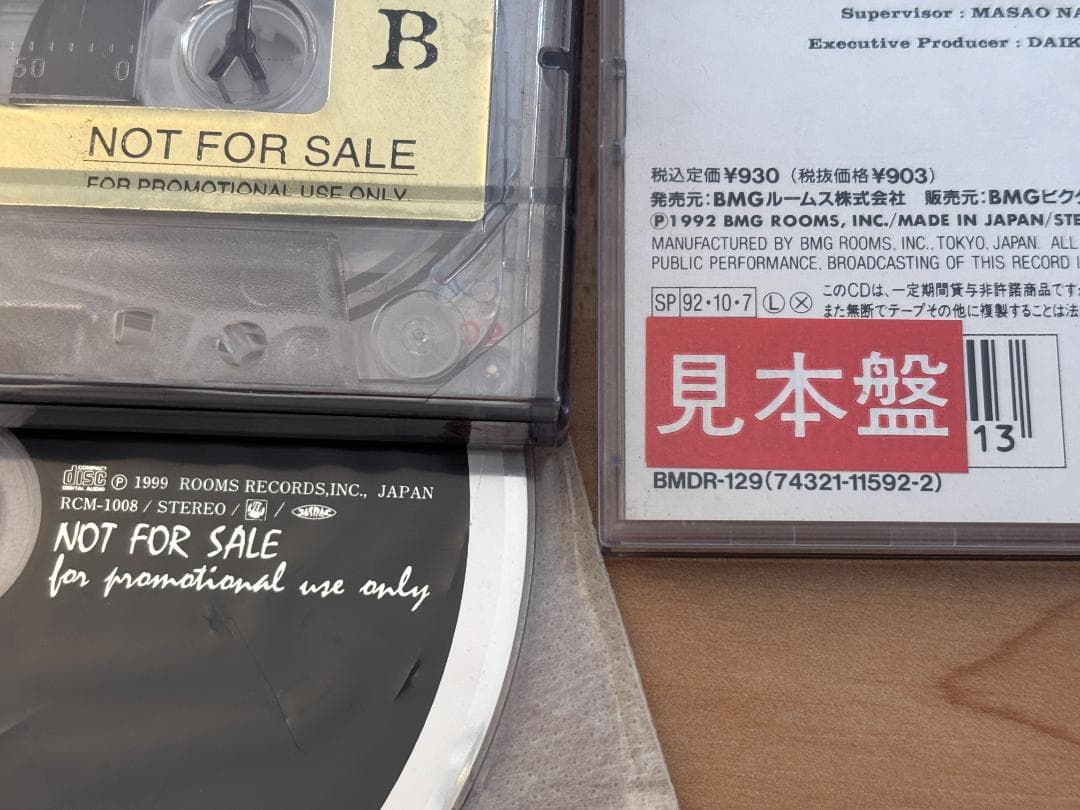 B
50 0
NOT FOR SALE
FOR PROMOTIONAL USE ONLY.
COMPACT
disc
DIGITAL AUDIO
Ⓟ 1999 ROOMS RECORDS,INC., JAPAN
RCM-1008 / STEREO / / JASRAC
NOT FOR SALE
for promotional use only
Supervisor : MASAO NA
Executive Producer : DAIK
税込定価¥930 (税抜価格¥903)
発売元:BMGルームス株式会社 販売元:BMGビク
Ⓟ1992 BMG ROOMS, INC./MADE IN JAPAN/STE
MANUFACTURED BY BMG ROOMS, INC., TOKYO, JAPAN. ALL
PUBLIC PERFORMANCE. BROADCASTING OF THIS RECORD I
SP 92・10・7 Ⓛ Ⓧ
このCDは、一定期間貸与非許諾商品ですか
また無断でテープその他に複製することは法
見本盤
13
BMDR-129(74321-11592-2)